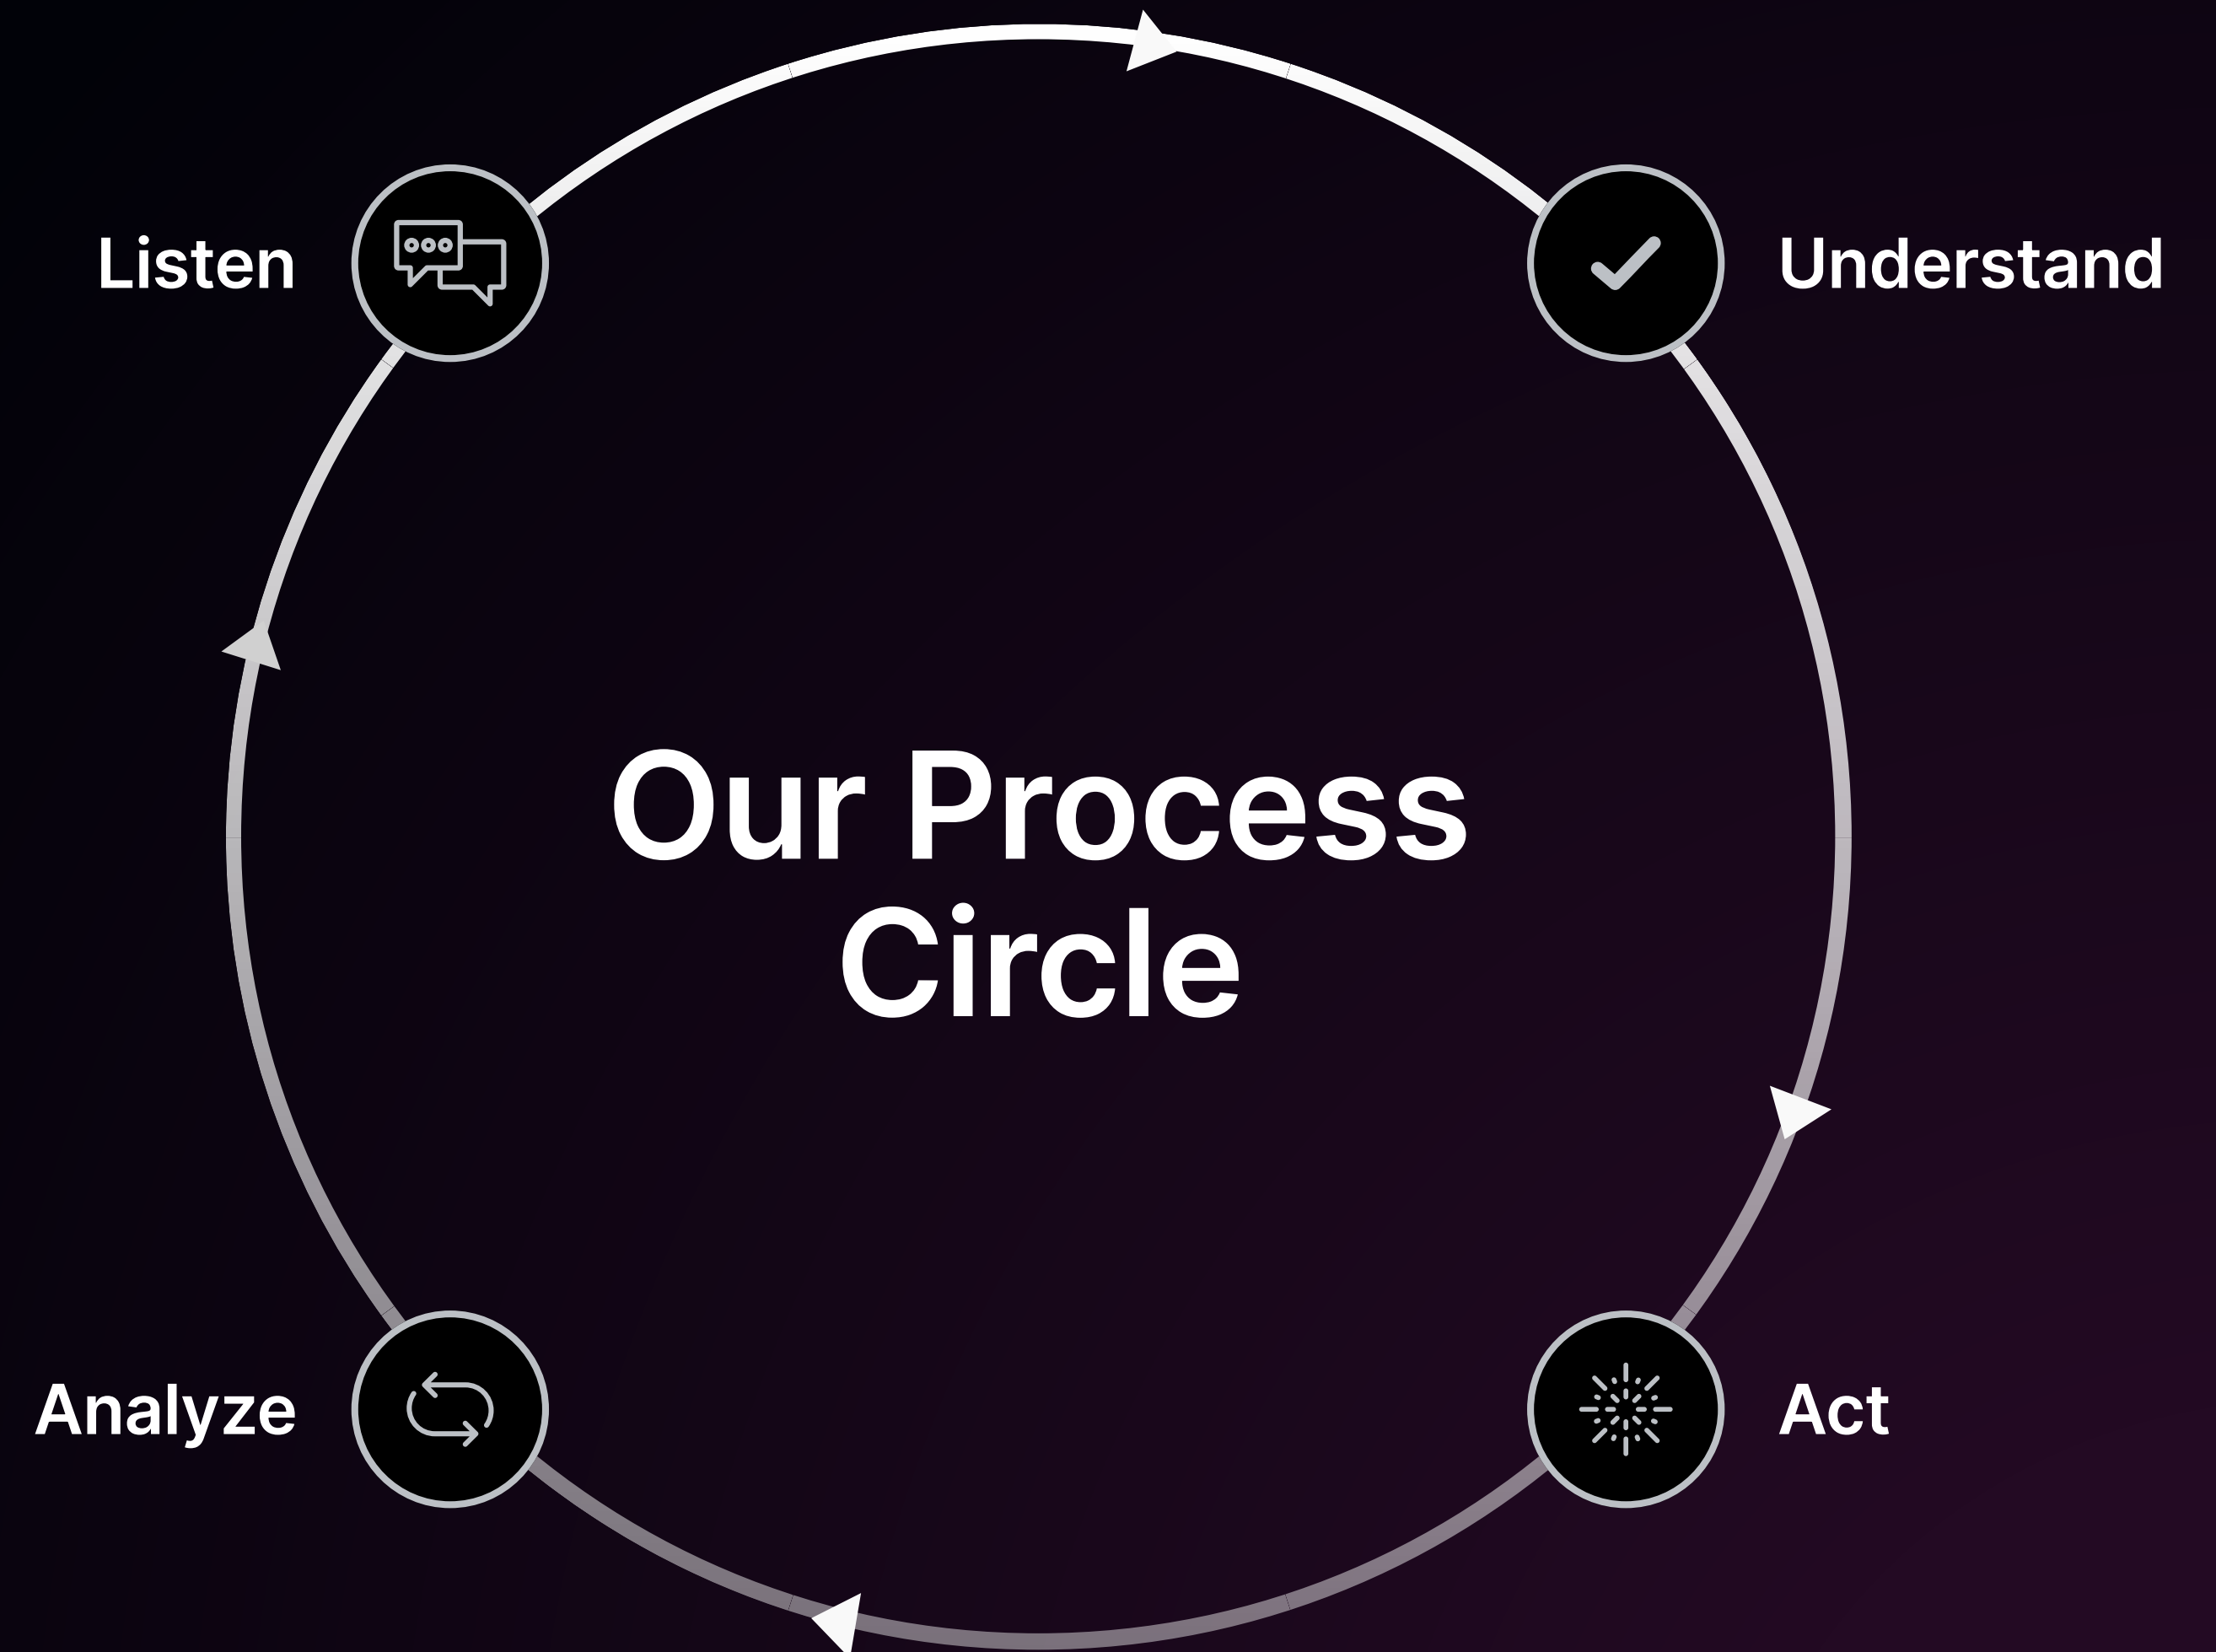 Listen
Understand
Our Process
Circle
Analyze
Act